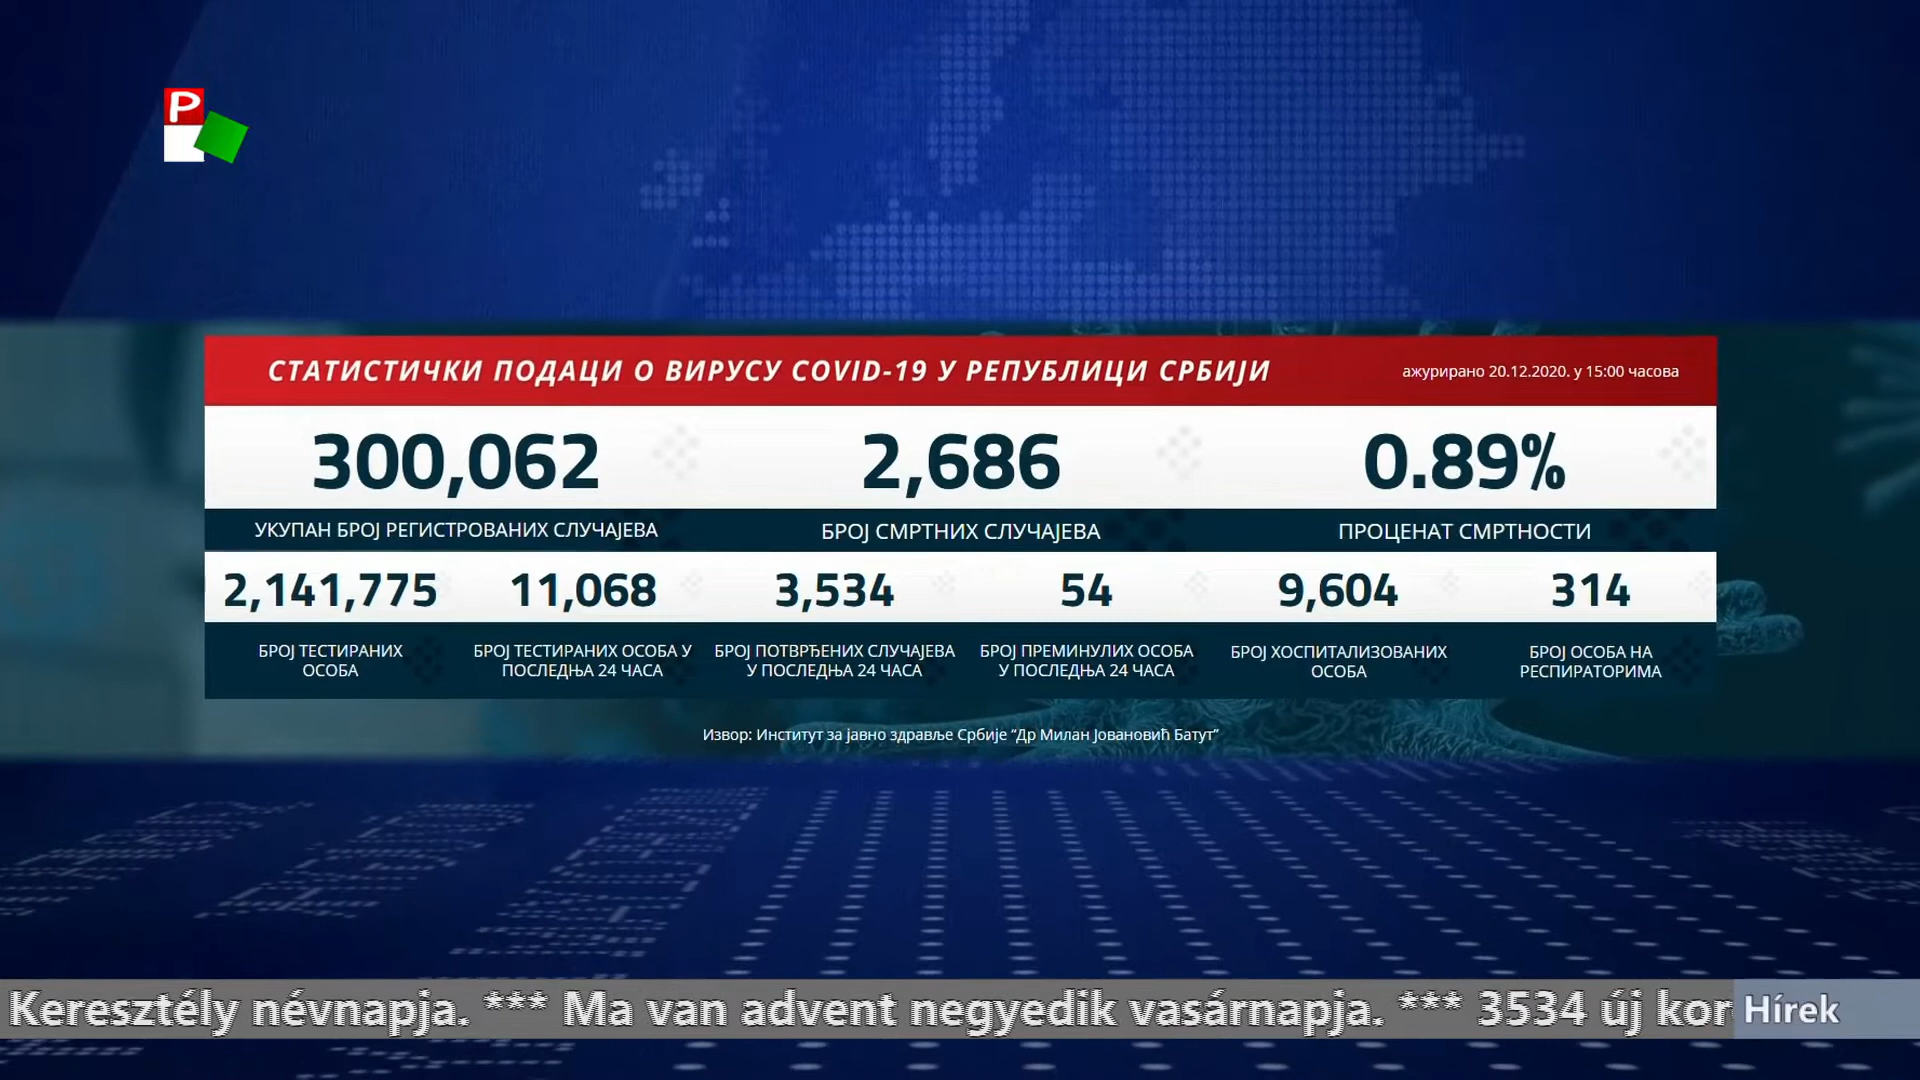 P
СТАТИСТИЧКИ ПОДАЦИ О ВИРУСУ COVID-19 У РЕПУБЛИЦИ СРБИЈИ
ажурирано 20.12.2020. у 15:00 часова
300,062
2,686
0.89%
УКУПАН БРОЈ РЕГИСТРОВАНИХ СЛУЧАЈЕВА
БРОЈ СМРТНИХ СЛУЧАЈЕВА
ПРОЦЕНАТ СМРТНОСТИ
2,141,775
11,068
3,534
54
9,604
314
БРОЈ ТЕСТИРАНИХ
ОСОБА
БРОЈ ТЕСТИРАНИХ ОСОБА У
ПОСЛЕДЊА 24 ЧАСА
БРОЈ ПОТВРЂЕНИХ СЛУЧАЈЕВА
У ПОСЛЕДЊА 24 ЧАСА
БРОЈ ПРЕМИНУЛИХ ОСОБА
У ПОСЛЕДЊА 24 ЧАСА
БРОЈ ХОСПИТАЛИЗОВАНИХ
ОСОБА
БРОЈ ОСОБА НА
РЕСПИРАТОРИМА
Извор: Институт за јавно здравље Србије “Др Милан Јовановић Батут”
Keresztély névnapja. *** Ma van advent negyedik vasárnapja. *** 3534 új kor
Hírek